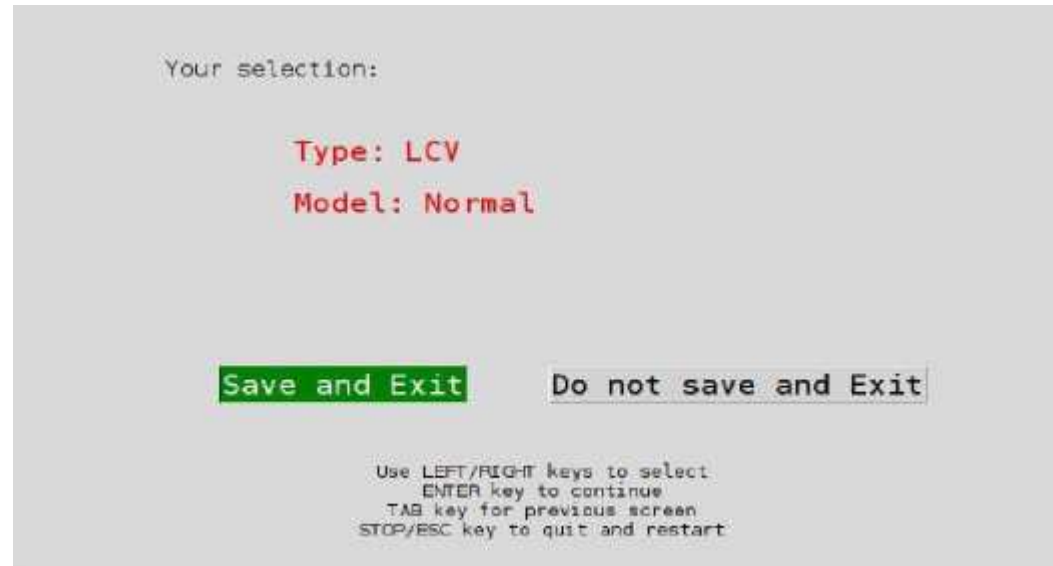 Your selection:
Type: LCV
Model: Normal
Save and Exit Do not save and Exit
Use LEFT/RIGHT keys to select
ENTER key to continue
TAB key for previous screen
STOP/ESC key to quit and restart